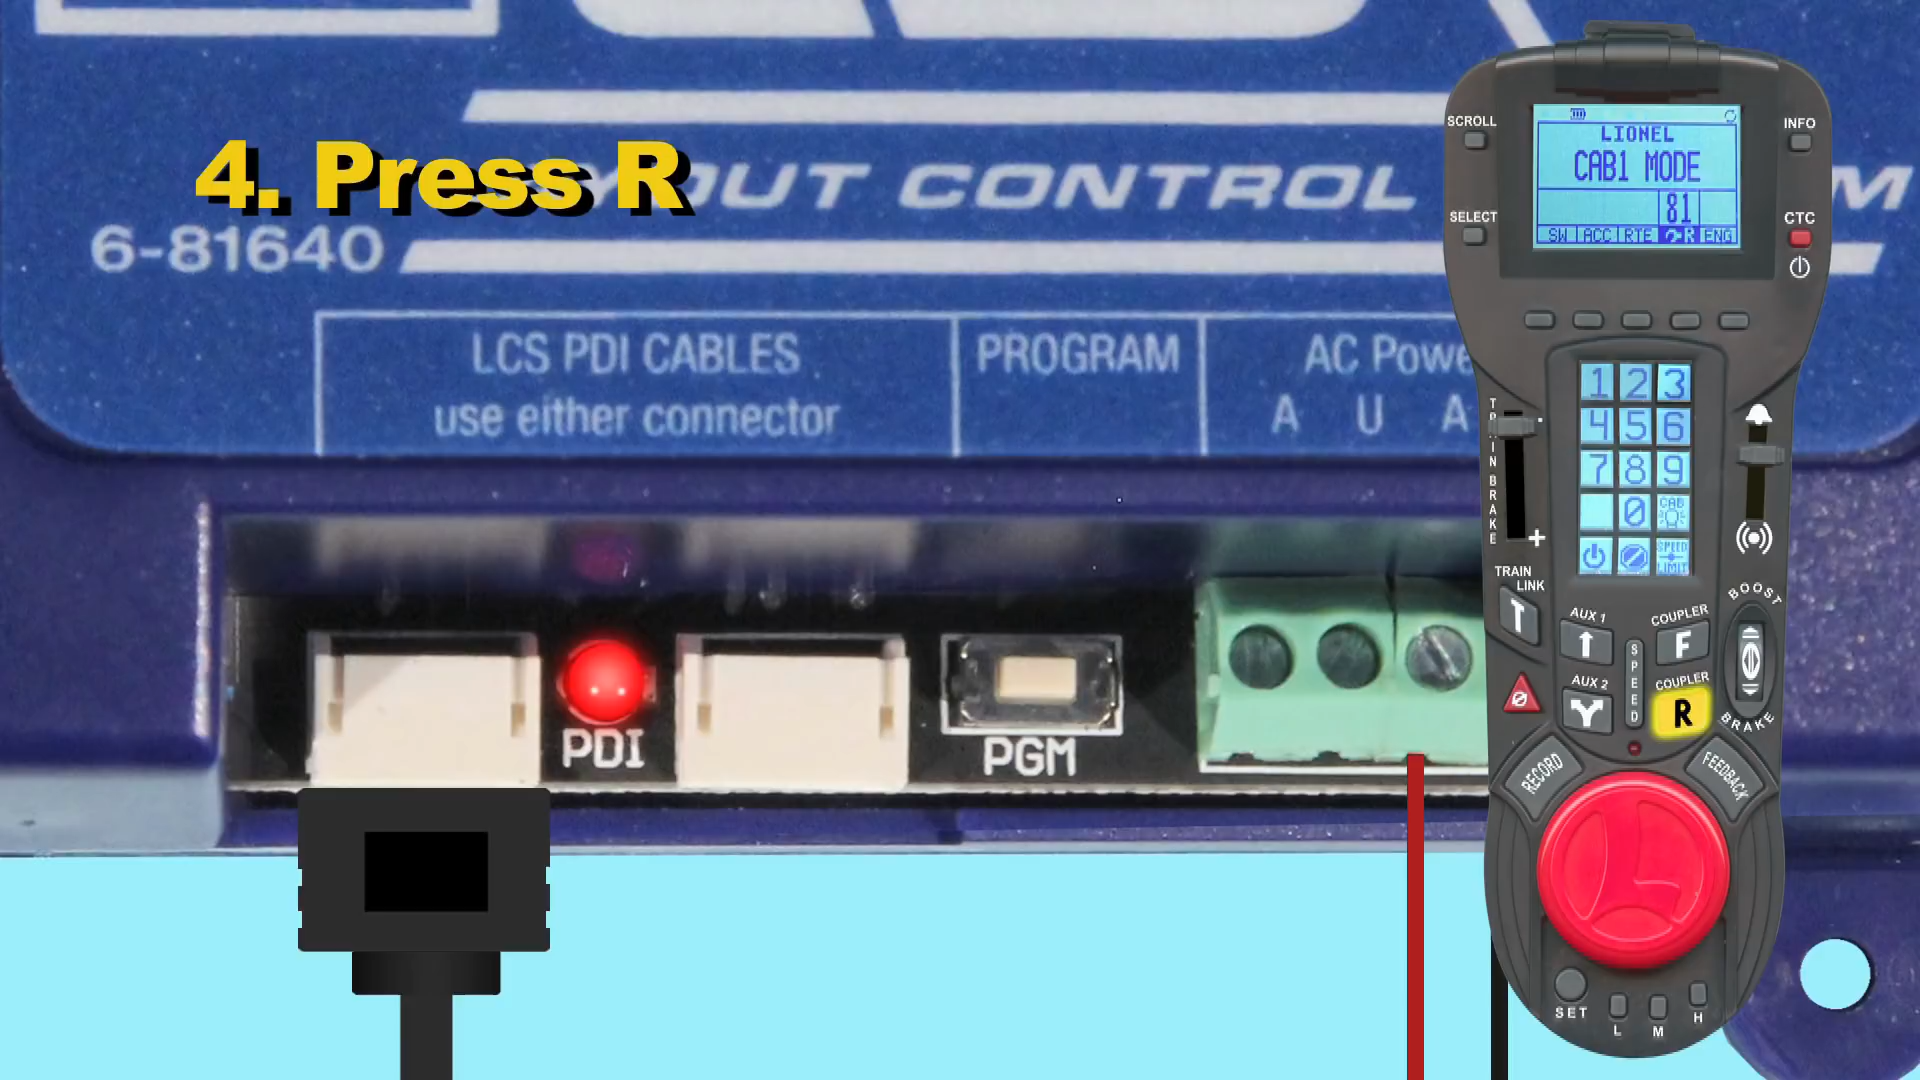 4. Press R
OUT CONTROL
M
6-81640
LCS PDI CABLES
use either connector
PROGRAM
AC Powe
A U A
PDI
PGM
SCROLL
INFO
LIONEL
CAB1 MODE
81
SELECT
CTC
SW ACC RTE R ENG
1 2 3
4 5 6
7 8 9
0 CAB
SPEED LIMIT
TRAIN BRAKE
+
TRAIN LINK
T
AUX 1
COUPLER
F
BOOST
SPEED
AUX 2
COUPLER
R
BRAKE
RECORD
FEEDBACK
L
SET
L
M
H